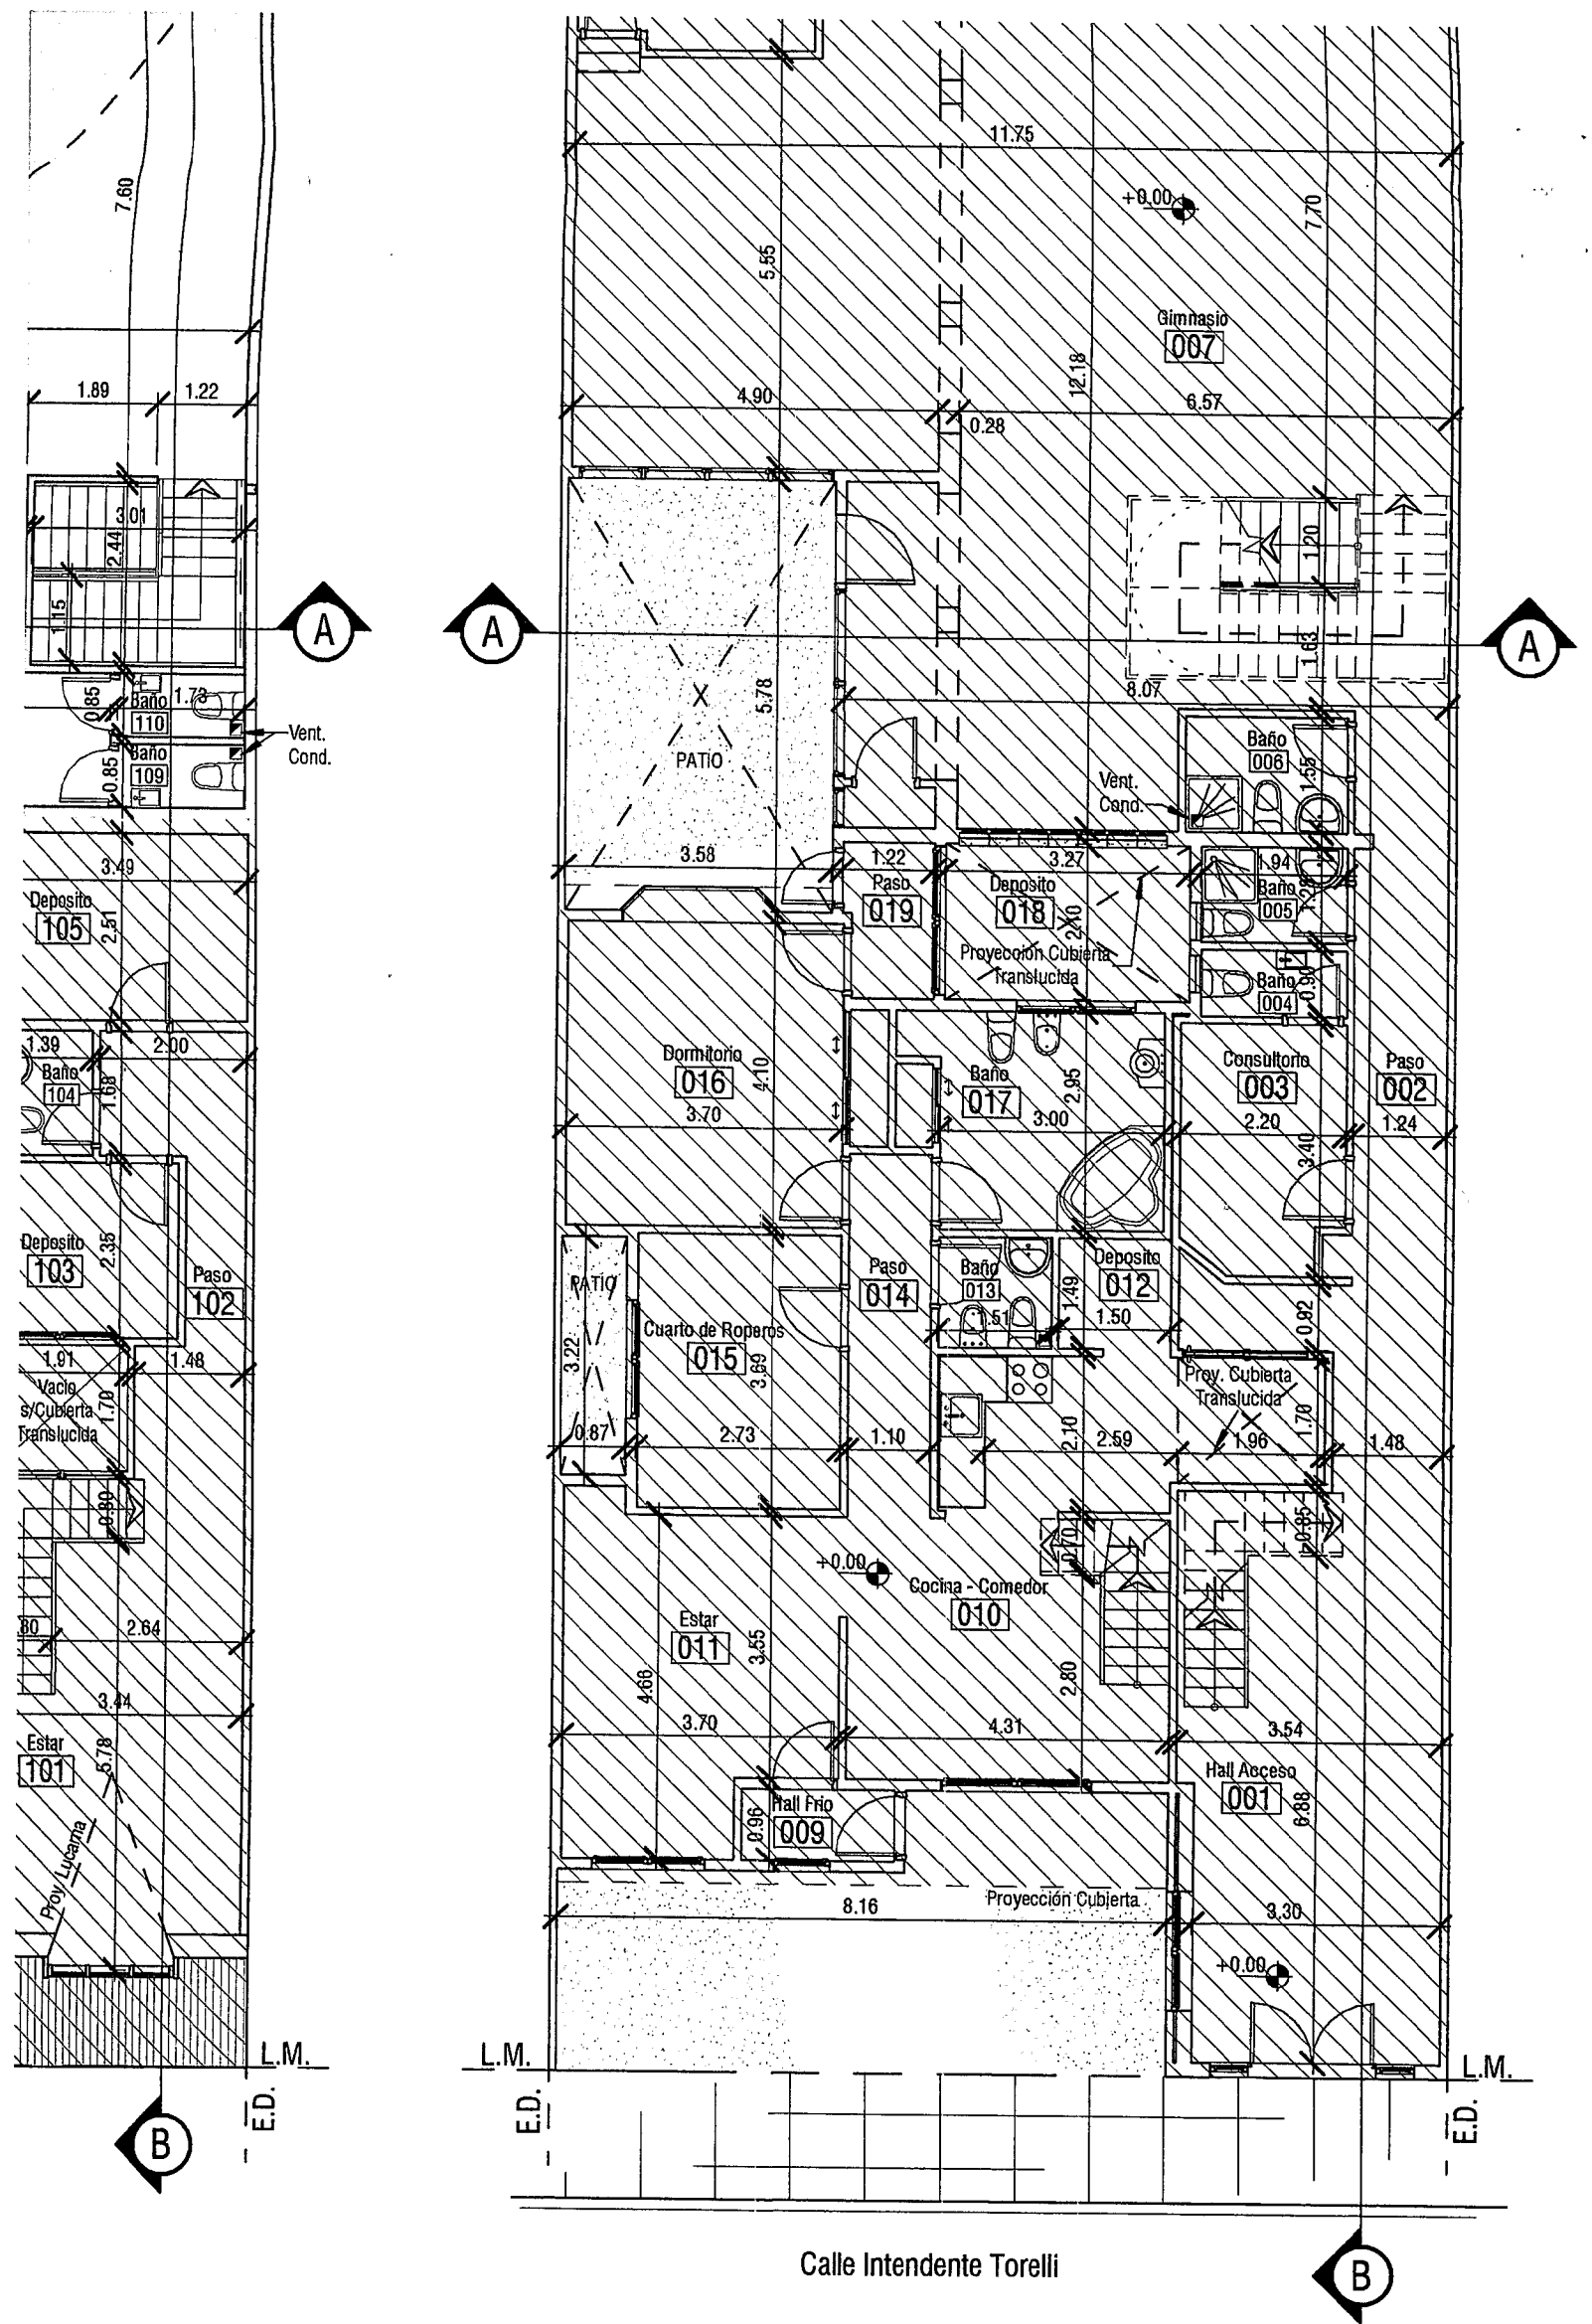 7.60
1.89
1.22
3.01
2.44
1.15
A
0.85
Baño
1.73
110
Baño
109
0.85
Vent.
Cond.
3.49
Deposito
105
2.51
1.39
2.00
Baño
104
1.68
Deposito
103
2.35
Paso
102
1.91
1.48
Vacio
s/Cubierta
Translucida
1.70
0.80
80
2.64
3.44
Estar
101
5.78
Proy. Lucarna
L.M.
E.D.
B
11.75
+0.00
7.70
5.55
Gimnasio
007
12.18
4.90
0.28
6.57
A
1.20
A
1.63
8.07
X
5.78
PATIO
Baño
006
1.55
Vent.
Cond.
3.58
1.22
Paso
019
3.27
Deposito
018
2.10
Proyección Cubierta
Translucida
1.94
Baño
005
1.28
Baño
004
0.90
Dormitorio
016
4.10
3.70
Baño
017
2.95
3.00
Consultorio
003
2.20
3.40
Paso
002
1.24
PATIO
3.22
0.87
Cuarto de Roperos
015
3.69
2.73
Paso
014
1.10
Baño
013
.51
Deposito
012
1.49
1.50
0.92
Proy. Cubierta
Translucida
1.70
1.96
1.48
2.10
2.59
0.70
0.85
+0.00
Cocina - Comedor
010
Estar
011
3.55
4.66
2.80
3.70
4.31
3.54
Hall Acceso
001
6.88
Hall Frio
009
0.96
8.16
Proyección Cubierta
3.30
+0.00
L.M.
L.M.
E.D.
E.D.
Calle Intendente Torelli
B